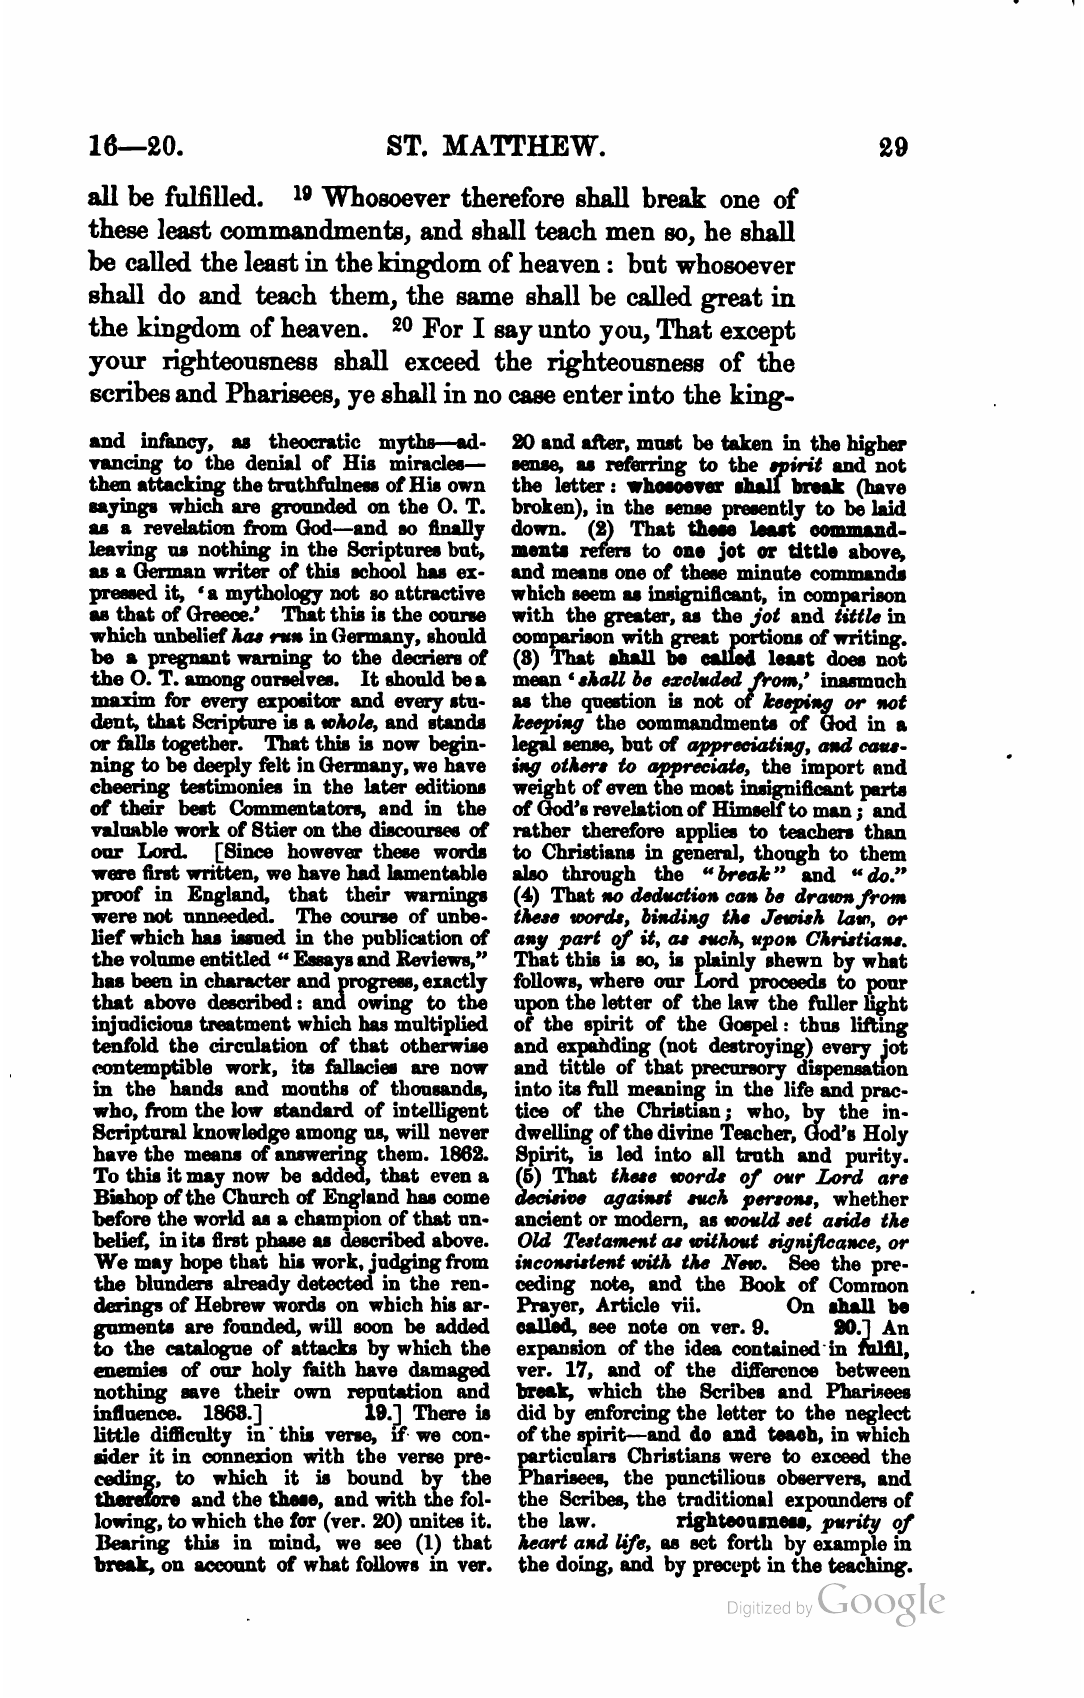 16—20. ST. MATTHEW. 29
all be fulfilled. 19 Whosoever therefore shall break one of
these least commandments, and shall teach men so, he shall
be called the least in the kingdom of heaven : but whosoever
shall do and teach them, the same shall be called great in
the kingdom of heaven. 20 For I say unto you, That except
your righteousness shall exceed the righteousness of the
scribes and Pharisees, ye shall in no case enter into the king-
and infancy, as theocratic myths—ad-
vancing to the denial of His miracles—
then attacking the truthfulness of His own
sayings which are grounded on the O. T.
as a revelation from God—and so finally
leaving us nothing in the Scriptures but,
as a German writer of this school has ex-
pressed it, ‘a mythology not so attractive
as that of Greece.’ That this is the course
which unbelief has run in Germany, should
be a pregnant warning to the decriers of
the O. T. among ourselves. It should be a
maxim for every expositor and every stu-
dent, that Scripture is a whole, and stands
or falls together. That this is now begin-
ning to be deeply felt in Germany, we have
cheering testimonies in the later editions
of their best Commentators, and in the
valuable work of Stier on the discourses of
our Lord. [Since however these words
were first written, we have had lamentable
proof in England, that their warnings
were not unneeded. The course of unbe-
lief which has issued in the publication of
the volume entitled “ Essays and Reviews,”
has been in character and progress, exactly
that above described : and owing to the
injudicious treatment which has multiplied
tenfold the circulation of that otherwise
contemptible work, its fallacies are now
in the hands and mouths of thousands,
who, from the low standard of intelligent
Scriptural knowledge among us, will never
have the means of answering them. 1862.
To this it may now be added, that even a
Bishop of the Church of England has come
before the world as a champion of that un-
belief, in its first phase as described above.
We may hope that his work, judging from
the blunders already detected in the ren-
derings of Hebrew words on which his ar-
guments are founded, will soon be added
to the catalogue of attacks by which the
enemies of our holy faith have damaged
nothing save their own reputation and
influence. 1863.] 19.] There is
little difficulty in this verse, if we con-
sider it in connexion with the verse pre-
ceding, to which it is bound by the
therefore and the these, and with the fol-
lowing, to which the for (ver. 20) unites it.
Bearing this in mind, we see (1) that
break, on account of what follows in ver.
20 and after, must be taken in the higher
sense, as referring to the spirit and not
the letter : whosoever shall break (have
broken), in the sense presently to be laid
down. (2) That these least command-
ments refers to one jot or tittle above,
and means one of these minute commands
which seem as insignificant, in comparison
with the greater, as the jot and tittle in
comparison with great portions of writing.
(3) That shall be called least does not
mean ‘shall be excluded from,’ inasmuch
as the question is not of keeping or not
keeping the commandments of God in a
legal sense, but of appreciating, and caus-
ing others to appreciate, the import and
weight of even the most insignificant parts
of God’s revelation of Himself to man ; and
rather therefore applies to teachers than
to Christians in general, though to them
also through the “break” and “do.”
(4) That no deduction can be drawn from
these words, binding the Jewish law, or
any part of it, as such, upon Christians.
That this is so, is plainly shewn by what
follows, where our Lord proceeds to pour
upon the letter of the law the fuller light
of the spirit of the Gospel : thus lifting
and expanding (not destroying) every jot
and tittle of that precursory dispensation
into its full meaning in the life and prac-
tice of the Christian ; who, by the in-
dwelling of the divine Teacher, God’s Holy
Spirit, is led into all truth and purity.
(5) That these words of our Lord are
decisive against such persons, whether
ancient or modern, as would set aside the
Old Testament as without significance, or
inconsistent with the New. See the pre-
ceding note, and the Book of Common
Prayer, Article vii. On shall be
called, see note on ver. 9. 20.] An
expansion of the idea contained in fulfil,
ver. 17, and of the difference between
break, which the Scribes and Pharisees
did by enforcing the letter to the neglect
of the spirit—and do and teach, in which
particulars Christians were to exceed the
Pharisees, the punctilious observers, and
the Scribes, the traditional expounders of
the law. righteousness, purity of
heart and life, as set forth by example in
the doing, and by precept in the teaching.
Digitized by Google